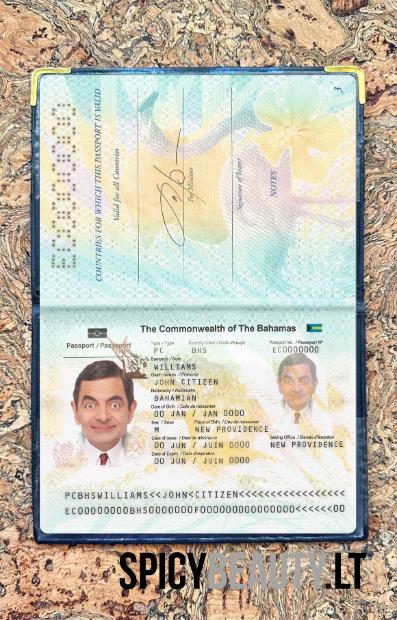 3
COUNTRIES FOR WHICH THIS PASSPORT IS VALID
Valid for all Countries
For Minister
Signature of bearer
NOTES
The Commonwealth of The Bahamas
Passport / Passeport
Type / Type
Country Code / Code du pays
Passport No. / Passeport N°
PC
BHS
EC0000000
Surname / Nom
WILLIAMS
Given names / Prénoms
JOHN CITIZEN
Nationality / Nationalité
BAHAMIAN
Date of Birth / Date de naissance
00 JAN / JAN 0000
Sex / Sexe
Place of Birth / Lieu de naissance
M
NEW PROVIDENCE
Date of issue / Date de délivrance
Issuing Office / Bureau d'émission
00 JUN / JUIN 0000
NEW PROVIDENCE
Date of Expiry / Date d'expiration
00 JUN / JUIN 0000
PCBHSWILLIAMS<<JOHN<CITIZEN<<<<<<<<<<<<<<<<<
SPICYBEAUTY.LT